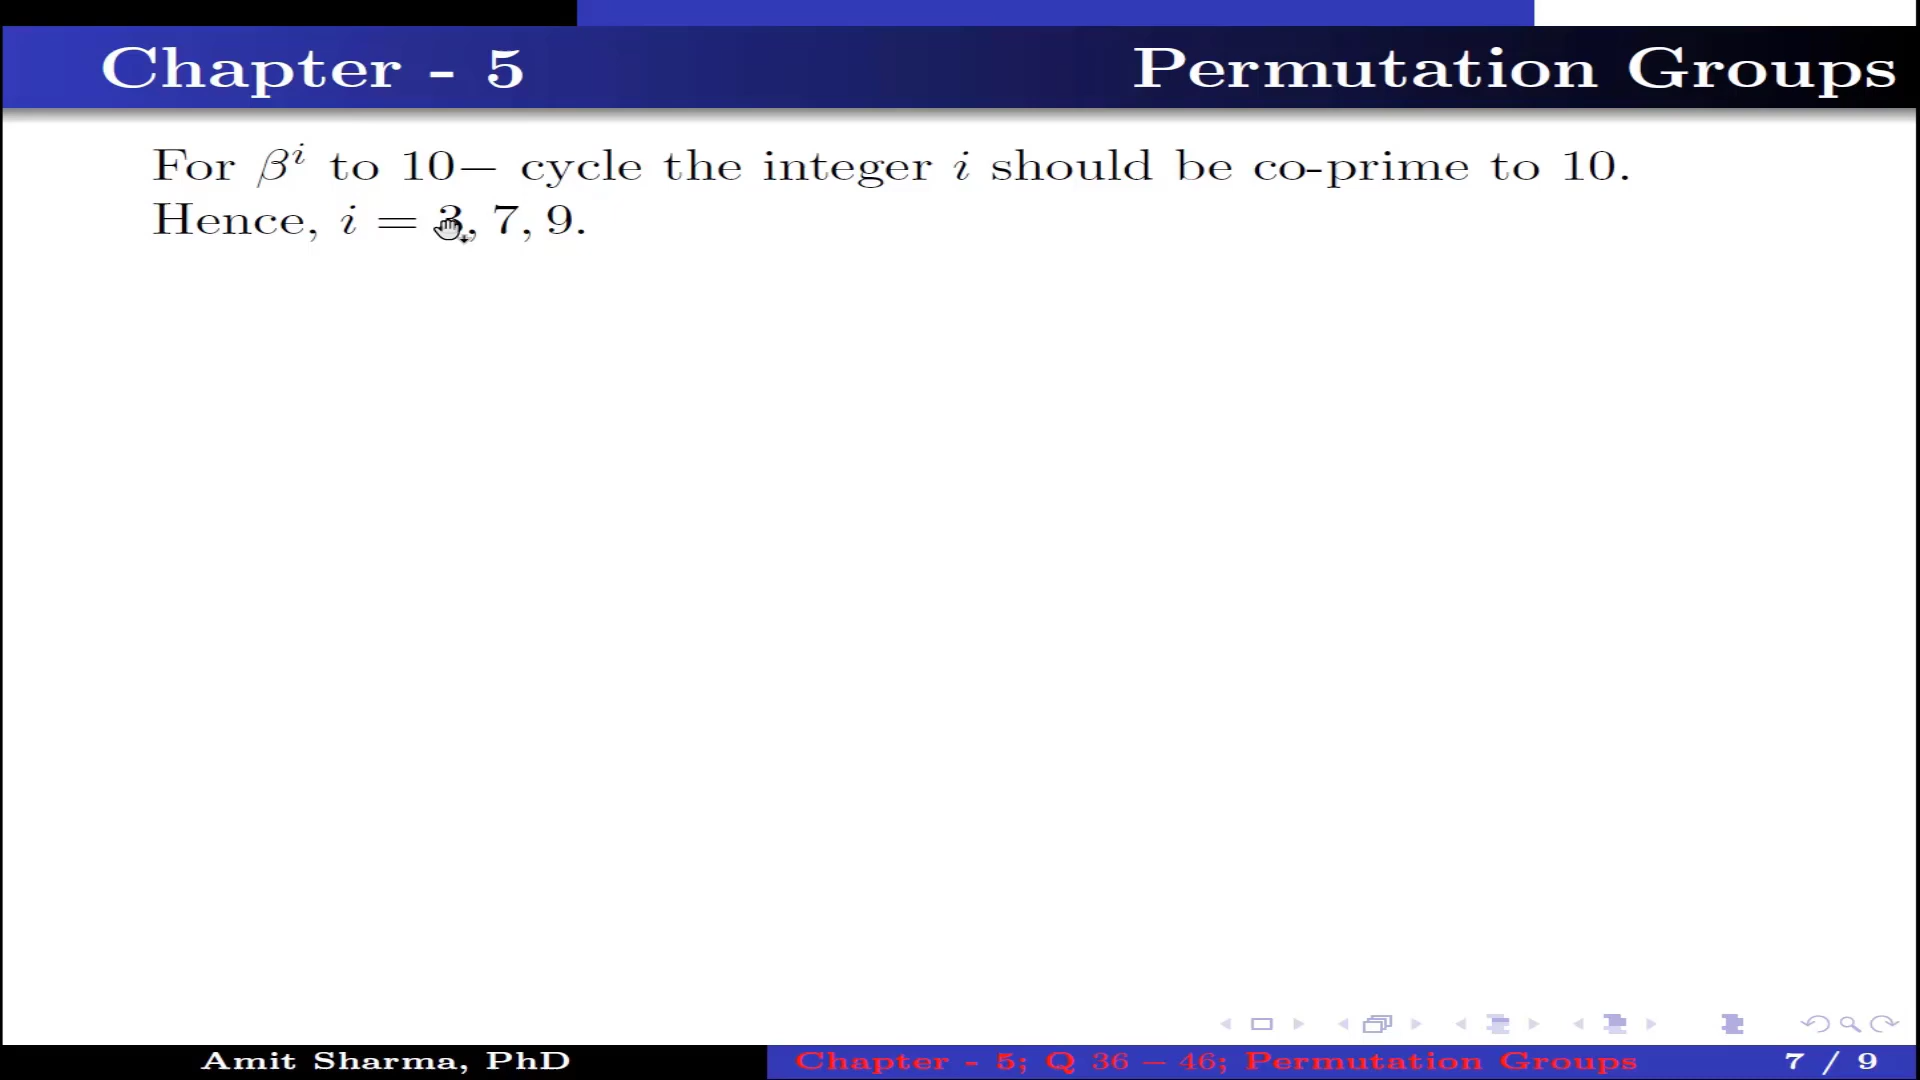 Chapter - 5 Permutation Groups
For βⁱ to 10− cycle the integer i should be co-prime to 10.
Hence, i = 3, 7, 9.
Amit Sharma, PhD Chapter - 5; Q 36 − 46; Permutation Groups 7 / 9